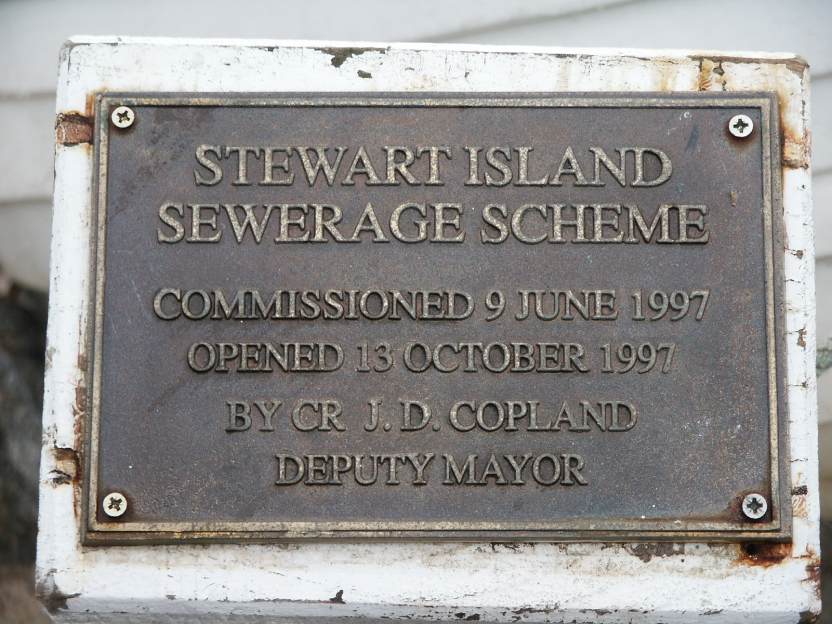 STEWART ISLAND
SEWERAGE SCHEME
COMMISSIONED 9 JUNE 1997
OPENED 13 OCTOBER 1997
BY CR J. D. COPLAND
DEPUTY MAYOR